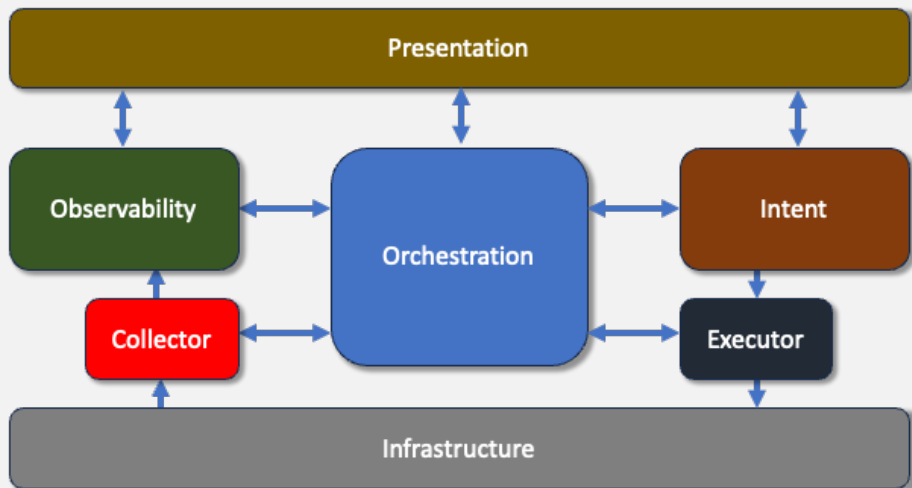 Presentation
Observability
Orchestration
Intent
Collector
Executor
Infrastructure